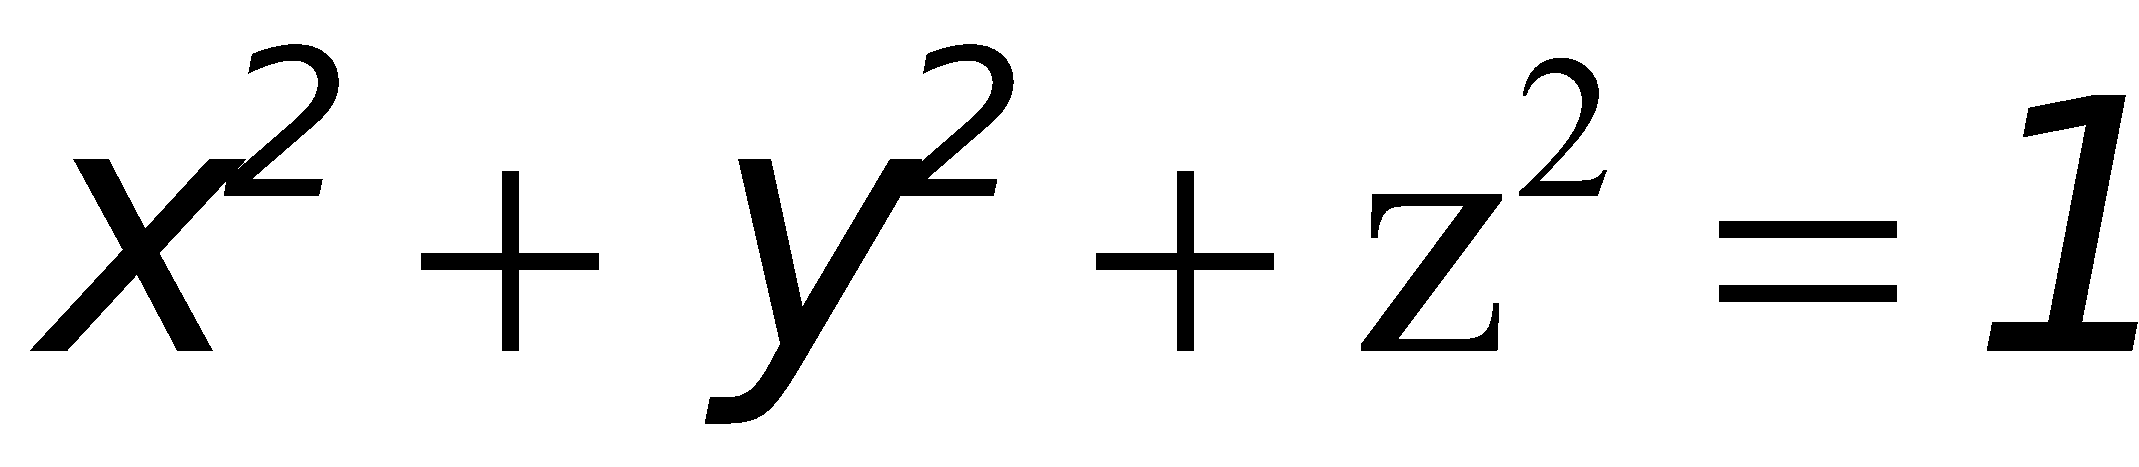 x² + y² + z² = 1